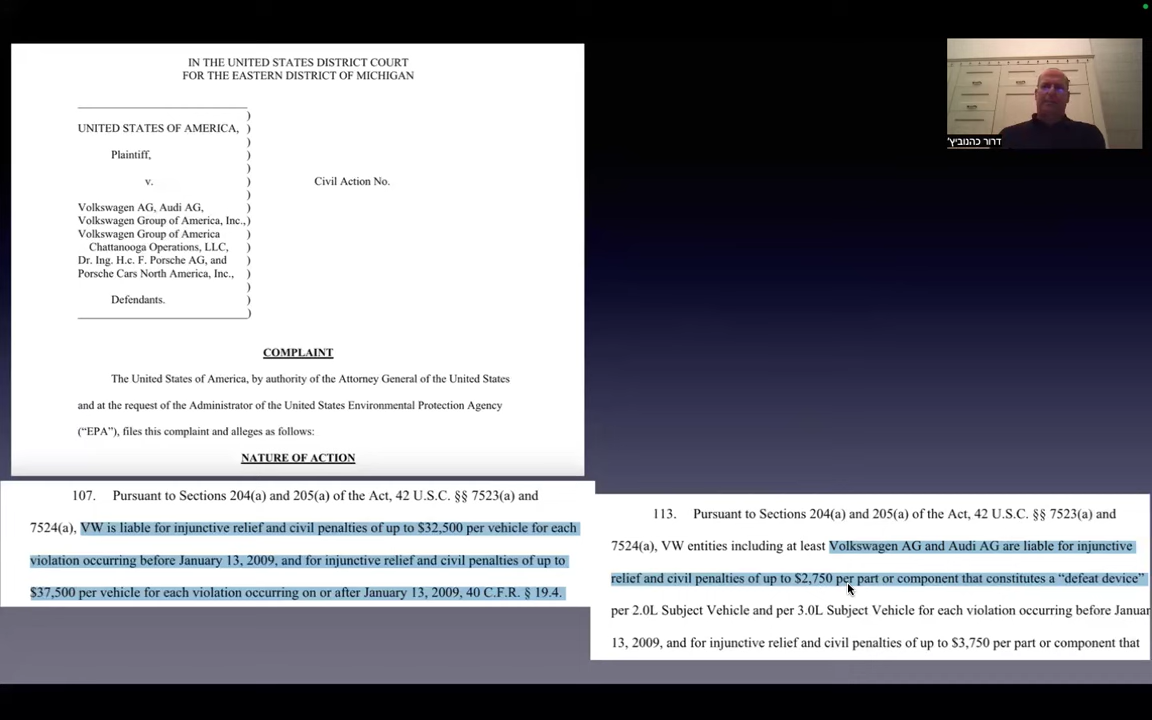 IN THE UNITED STATES DISTRICT COURT
FOR THE EASTERN DISTRICT OF MICHIGAN
UNITED STATES OF AMERICA,
Plaintiff,
v.
Civil Action No.
Volkswagen AG, Audi AG,
Volkswagen Group of America, Inc.,
Volkswagen Group of America
Chattanooga Operations, LLC,
Dr. Ing. H.c. F. Porsche AG, and
Porsche Cars North America, Inc.,
Defendants.
COMPLAINT
The United States of America, by authority of the Attorney General of the United States
and at the request of the Administrator of the United States Environmental Protection Agency
(“EPA”), files this complaint and alleges as follows:
NATURE OF ACTION
107. Pursuant to Sections 204(a) and 205(a) of the Act, 42 U.S.C. §§ 7523(a) and
7524(a), VW is liable for injunctive relief and civil penalties of up to $32,500 per vehicle for each
violation occurring before January 13, 2009, and for injunctive relief and civil penalties of up to
$37,500 per vehicle for each violation occurring on or after January 13, 2009, 40 C.F.R. § 19.4.
113. Pursuant to Sections 204(a) and 205(a) of the Act, 42 U.S.C. §§ 7523(a) and
7524(a), VW entities including at least Volkswagen AG and Audi AG are liable for injunctive
relief and civil penalties of up to $2,750 per part or component that constitutes a “defeat device”
per 2.0L Subject Vehicle and per 3.0L Subject Vehicle for each violation occurring before Januar
13, 2009, and for injunctive relief and civil penalties of up to $3,750 per part or component that
דרור כהנוביץ'